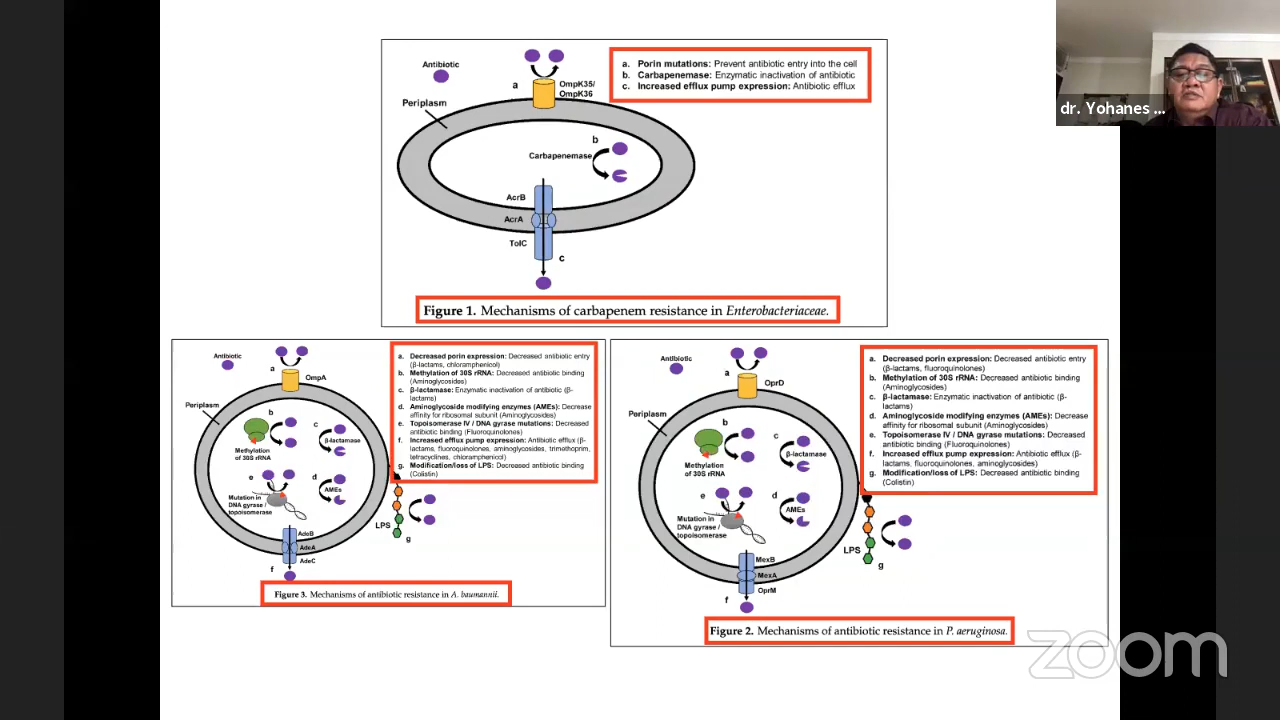 Antibiotic
a
OmpK35/
OmpK36
Periplasm
b
Carbapenemase
AcrB
AcrA
TolC
c
a. Porin mutations: Prevent antibiotic entry into the cell
b. Carbapenemase: Enzymatic inactivation of antibiotic
c. Increased efflux pump expression: Antibiotic efflux
Figure 1. Mechanisms of carbapenem resistance in Enterobacteriaceae.
dr. Yohanes ...
Antibiotic
a
OmpA
Periplasm
b
c
β-lactamase
Methylation
of 30S rRNA
e
d
AMEs
Mutation in
DNA gyrase /
topoisomerase
LPS
g
AdeB
AdeA
AdeC
f
a. Decreased porin expression: Decreased antibiotic entry
(β-lactams, chloramphenicol)
b. Methylation of 30S rRNA: Decreased antibiotic binding
(Aminoglycosides)
c. β-lactamase: Enzymatic inactivation of antibiotic (β-
lactams)
d. Aminoglycoside modifying enzymes (AMEs): Decrease
affinity for ribosomal subunit (Aminoglycosides)
e. Topoisomerase IV / DNA gyrase mutations: Decreased
antibiotic binding (Fluoroquinolones)
f. Increased efflux pump expression: Antibiotic efflux (β-
lactams, fluoroquinolones, aminoglycosides, trimethoprim,
tetracyclines, chloramphenicol)
g. Modification/loss of LPS: Decreased antibiotic binding
(Colistin)
Figure 3. Mechanisms of antibiotic resistance in A. baumannii.
Antibiotic
a
OprD
Periplasm
b
c
β-lactamase
Methylation
of 30S rRNA
e
d
AMEs
Mutation in
DNA gyrase /
topoisomerase
LPS
g
MexB
MexA
OprM
f
a. Decreased porin expression: Decreased antibiotic entry
(β-lactams, fluoroquinolones)
b. Methylation of 30S rRNA: Decreased antibiotic binding
(Aminoglycosides)
c. β-lactamase: Enzymatic inactivation of antibiotic (β-
lactams)
d. Aminoglycoside modifying enzymes (AMEs): Decrease
affinity for ribosomal subunit (Aminoglycosides)
e. Topoisomerase IV / DNA gyrase mutations: Decreased
antibiotic binding (Fluoroquinolones)
f. Increased efflux pump expression: Antibiotic efflux (β-
lactams, fluoroquinolones, aminoglycosides)
g. Modification/loss of LPS: Decreased antibiotic binding
(Colistin)
Figure 2. Mechanisms of antibiotic resistance in P. aeruginosa.
zoom